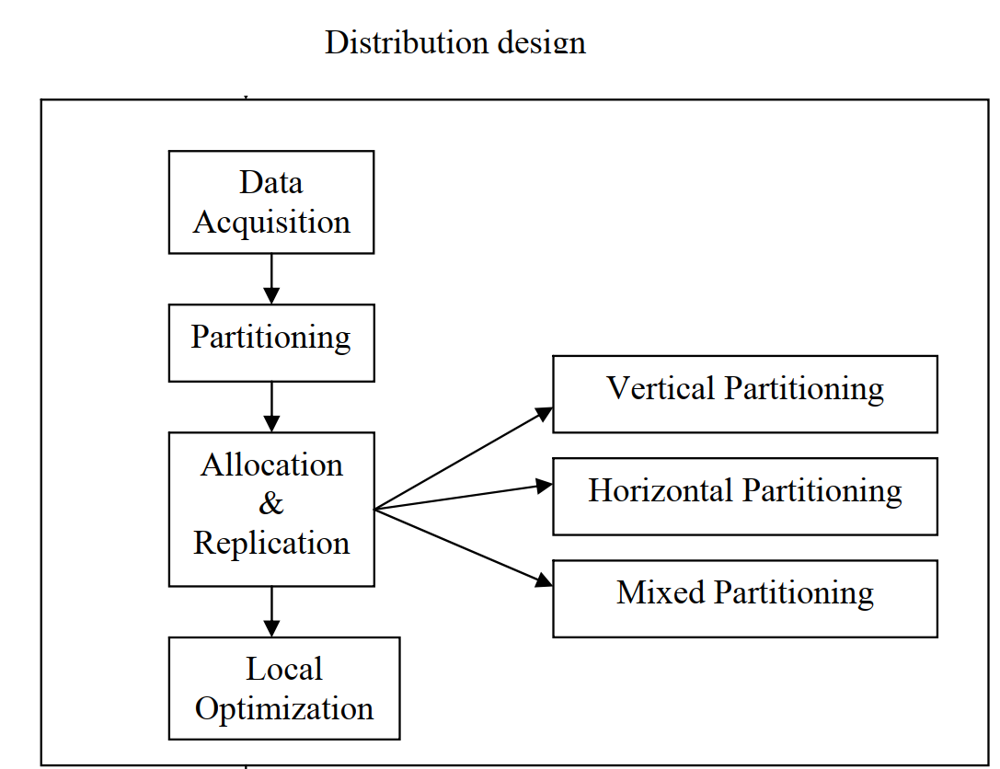 Distribution design
Data
Acquisition
Partitioning
Allocation
&
Replication
Local
Optimization
Vertical Partitioning
Horizontal Partitioning
Mixed Partitioning